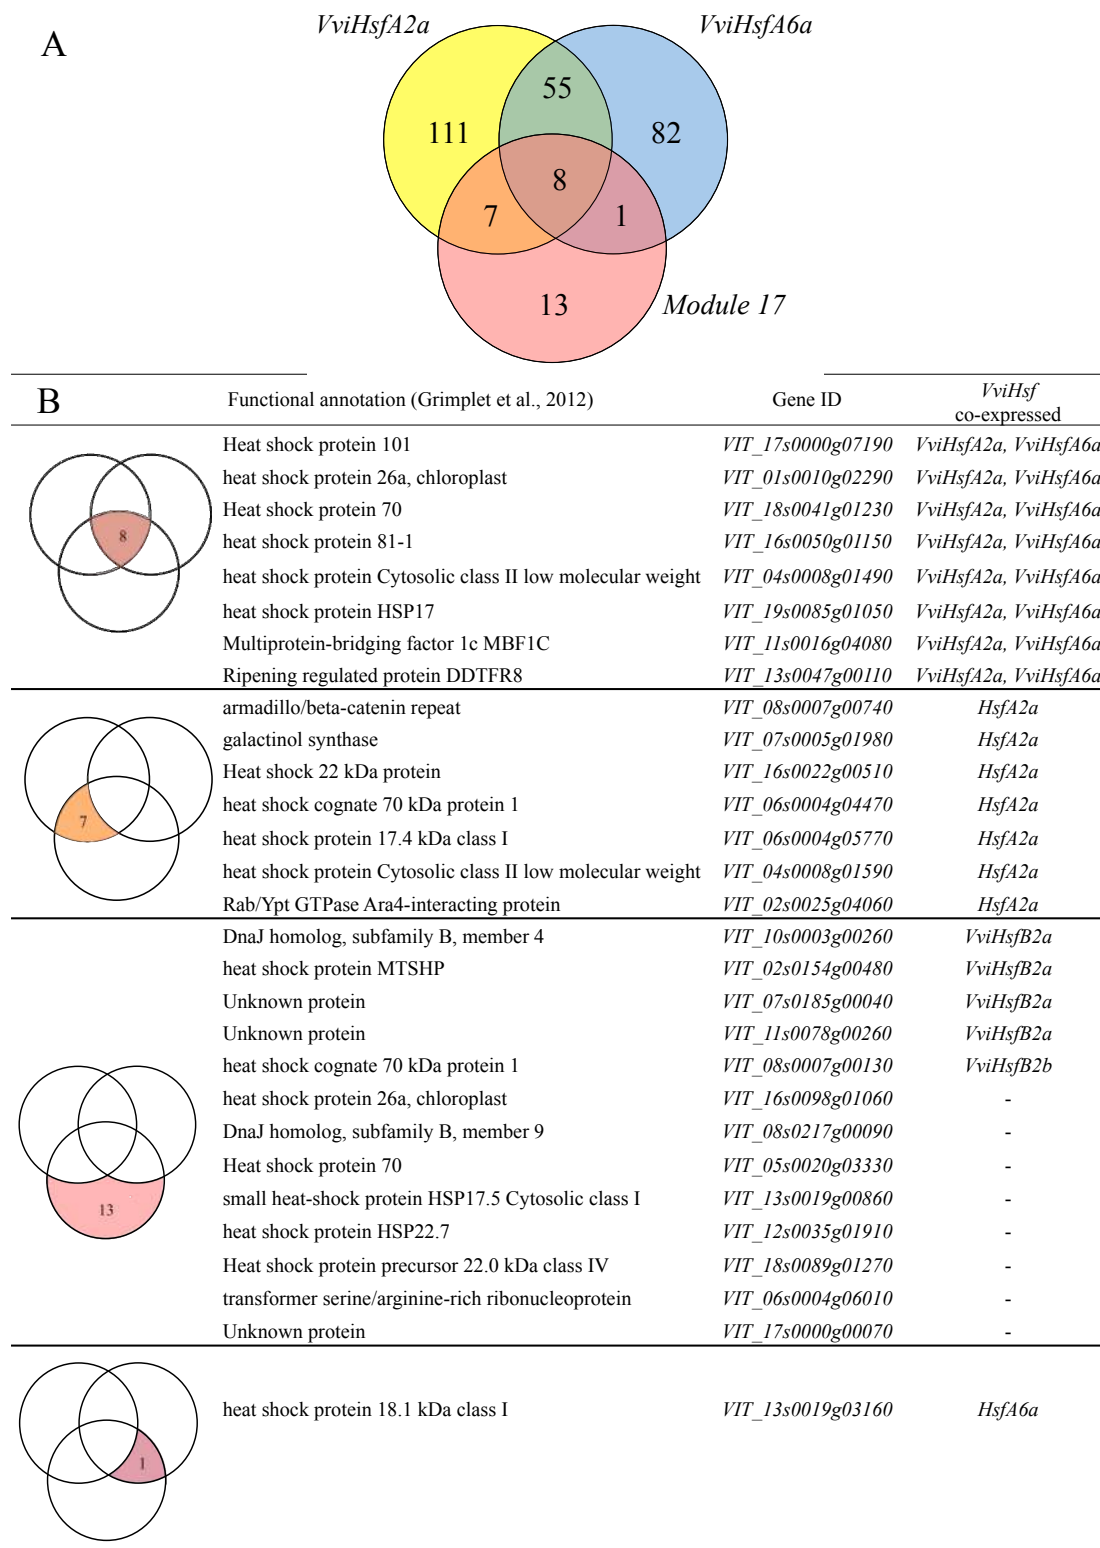 A
VviHsfA2a
VviHsfA6a
55
111
82
8
7
1
13
Module 17
B
Functional annotation (Grimplet et al., 2012) Gene ID VviHsf
co-expressed
Heat shock protein 101 VIT_17s0000g07190 VviHsfA2a, VviHsfA6a
heat shock protein 26a, chloroplast VIT_01s0010g02290 VviHsfA2a, VviHsfA6a
Heat shock protein 70 VIT_18s0041g01230 VviHsfA2a, VviHsfA6a
8
heat shock protein 81-1 VIT_16s0050g01150 VviHsfA2a, VviHsfA6a
heat shock protein Cytosolic class II low molecular weight VIT_04s0008g01490 VviHsfA2a, VviHsfA6a
heat shock protein HSP17 VIT_19s0085g01050 VviHsfA2a, VviHsfA6a
Multiprotein-bridging factor 1c MBF1C VIT_11s0016g04080 VviHsfA2a, VviHsfA6a
Ripening regulated protein DDTFR8 VIT_13s0047g00110 VviHsfA2a, VviHsfA6a
armadillo/beta-catenin repeat VIT_08s0007g00740 HsfA2a
galactinol synthase VIT_07s0005g01980 HsfA2a
Heat shock 22 kDa protein VIT_16s0022g00510 HsfA2a
heat shock cognate 70 kDa protein 1 VIT_06s0004g04470 HsfA2a
7
heat shock protein 17.4 kDa class I VIT_06s0004g05770 HsfA2a
heat shock protein Cytosolic class II low molecular weight VIT_04s0008g01590 HsfA2a
Rab/Ypt GTPase Ara4-interacting protein VIT_02s0025g04060 HsfA2a
DnaJ homolog, subfamily B, member 4 VIT_10s0003g00260 VviHsfB2a
heat shock protein MTSHP VIT_02s0154g00480 VviHsfB2a
Unknown protein VIT_07s0185g00040 VviHsfB2a
Unknown protein VIT_11s0078g00260 VviHsfB2a
heat shock cognate 70 kDa protein 1 VIT_08s0007g00130 VviHsfB2b
heat shock protein 26a, chloroplast VIT_16s0098g01060 -
DnaJ homolog, subfamily B, member 9 VIT_08s0217g00090 -
Heat shock protein 70 VIT_05s0020g03330 -
small heat-shock protein HSP17.5 Cytosolic class I VIT_13s0019g00860 -
13
heat shock protein HSP22.7 VIT_12s0035g01910 -
Heat shock protein precursor 22.0 kDa class IV VIT_18s0089g01270 -
transformer serine/arginine-rich ribonucleoprotein VIT_06s0004g06010 -
Unknown protein VIT_17s0000g00070 -
heat shock protein 18.1 kDa class I VIT_13s0019g03160 HsfA6a
1